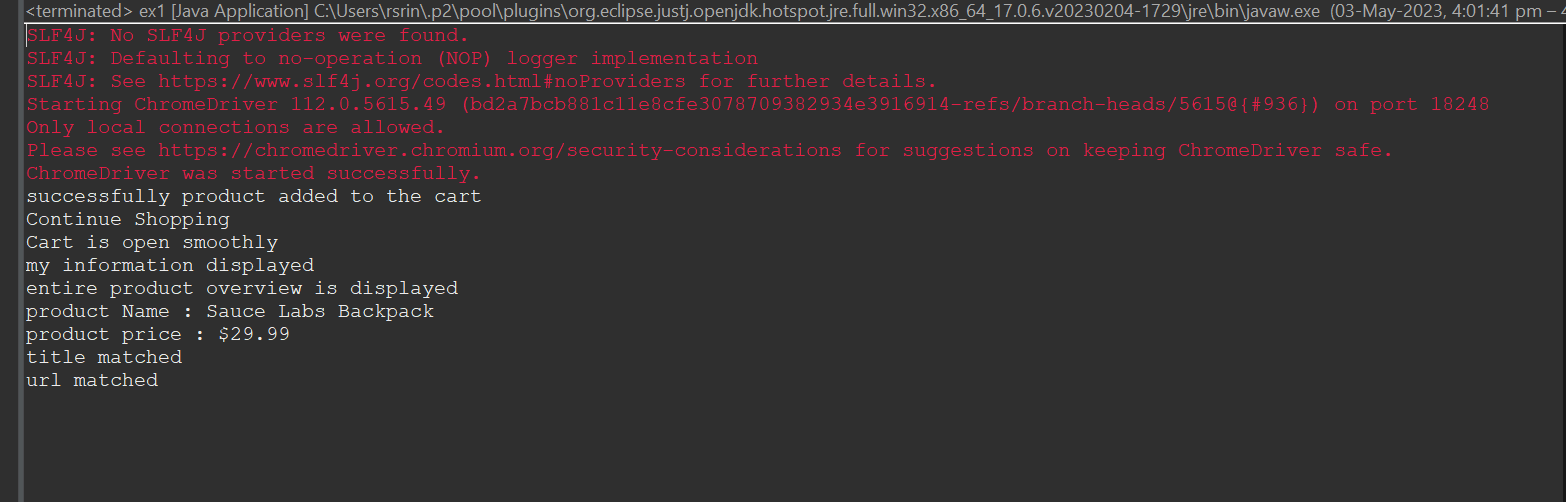 <terminated> ex1 [Java Application] C:\Users\rsrin\.p2\pool\plugins\org.eclipse.justj.openjdk.hotspot.jre.full.win32.x86_64_17.0.6.v20230204-1729\jre\bin\javaw.exe (03-May-2023, 4:01:41 pm –
SLF4J: No SLF4J providers were found.
SLF4J: Defaulting to no-operation (NOP) logger implementation
SLF4J: See https://www.slf4j.org/codes.html#noProviders for further details.
Starting ChromeDriver 112.0.5615.49 (bd2a7bcb881c11e8cfe3078709382934e3916914-refs/branch-heads/5615@{#936}) on port 18248
Only local connections are allowed.
Please see https://chromedriver.chromium.org/security-considerations for suggestions on keeping ChromeDriver safe.
ChromeDriver was started successfully.
successfully product added to the cart
Continue Shopping
Cart is open smoothly
my information displayed
entire product overview is displayed
product Name : Sauce Labs Backpack
product price : $29.99
title matched
url matched